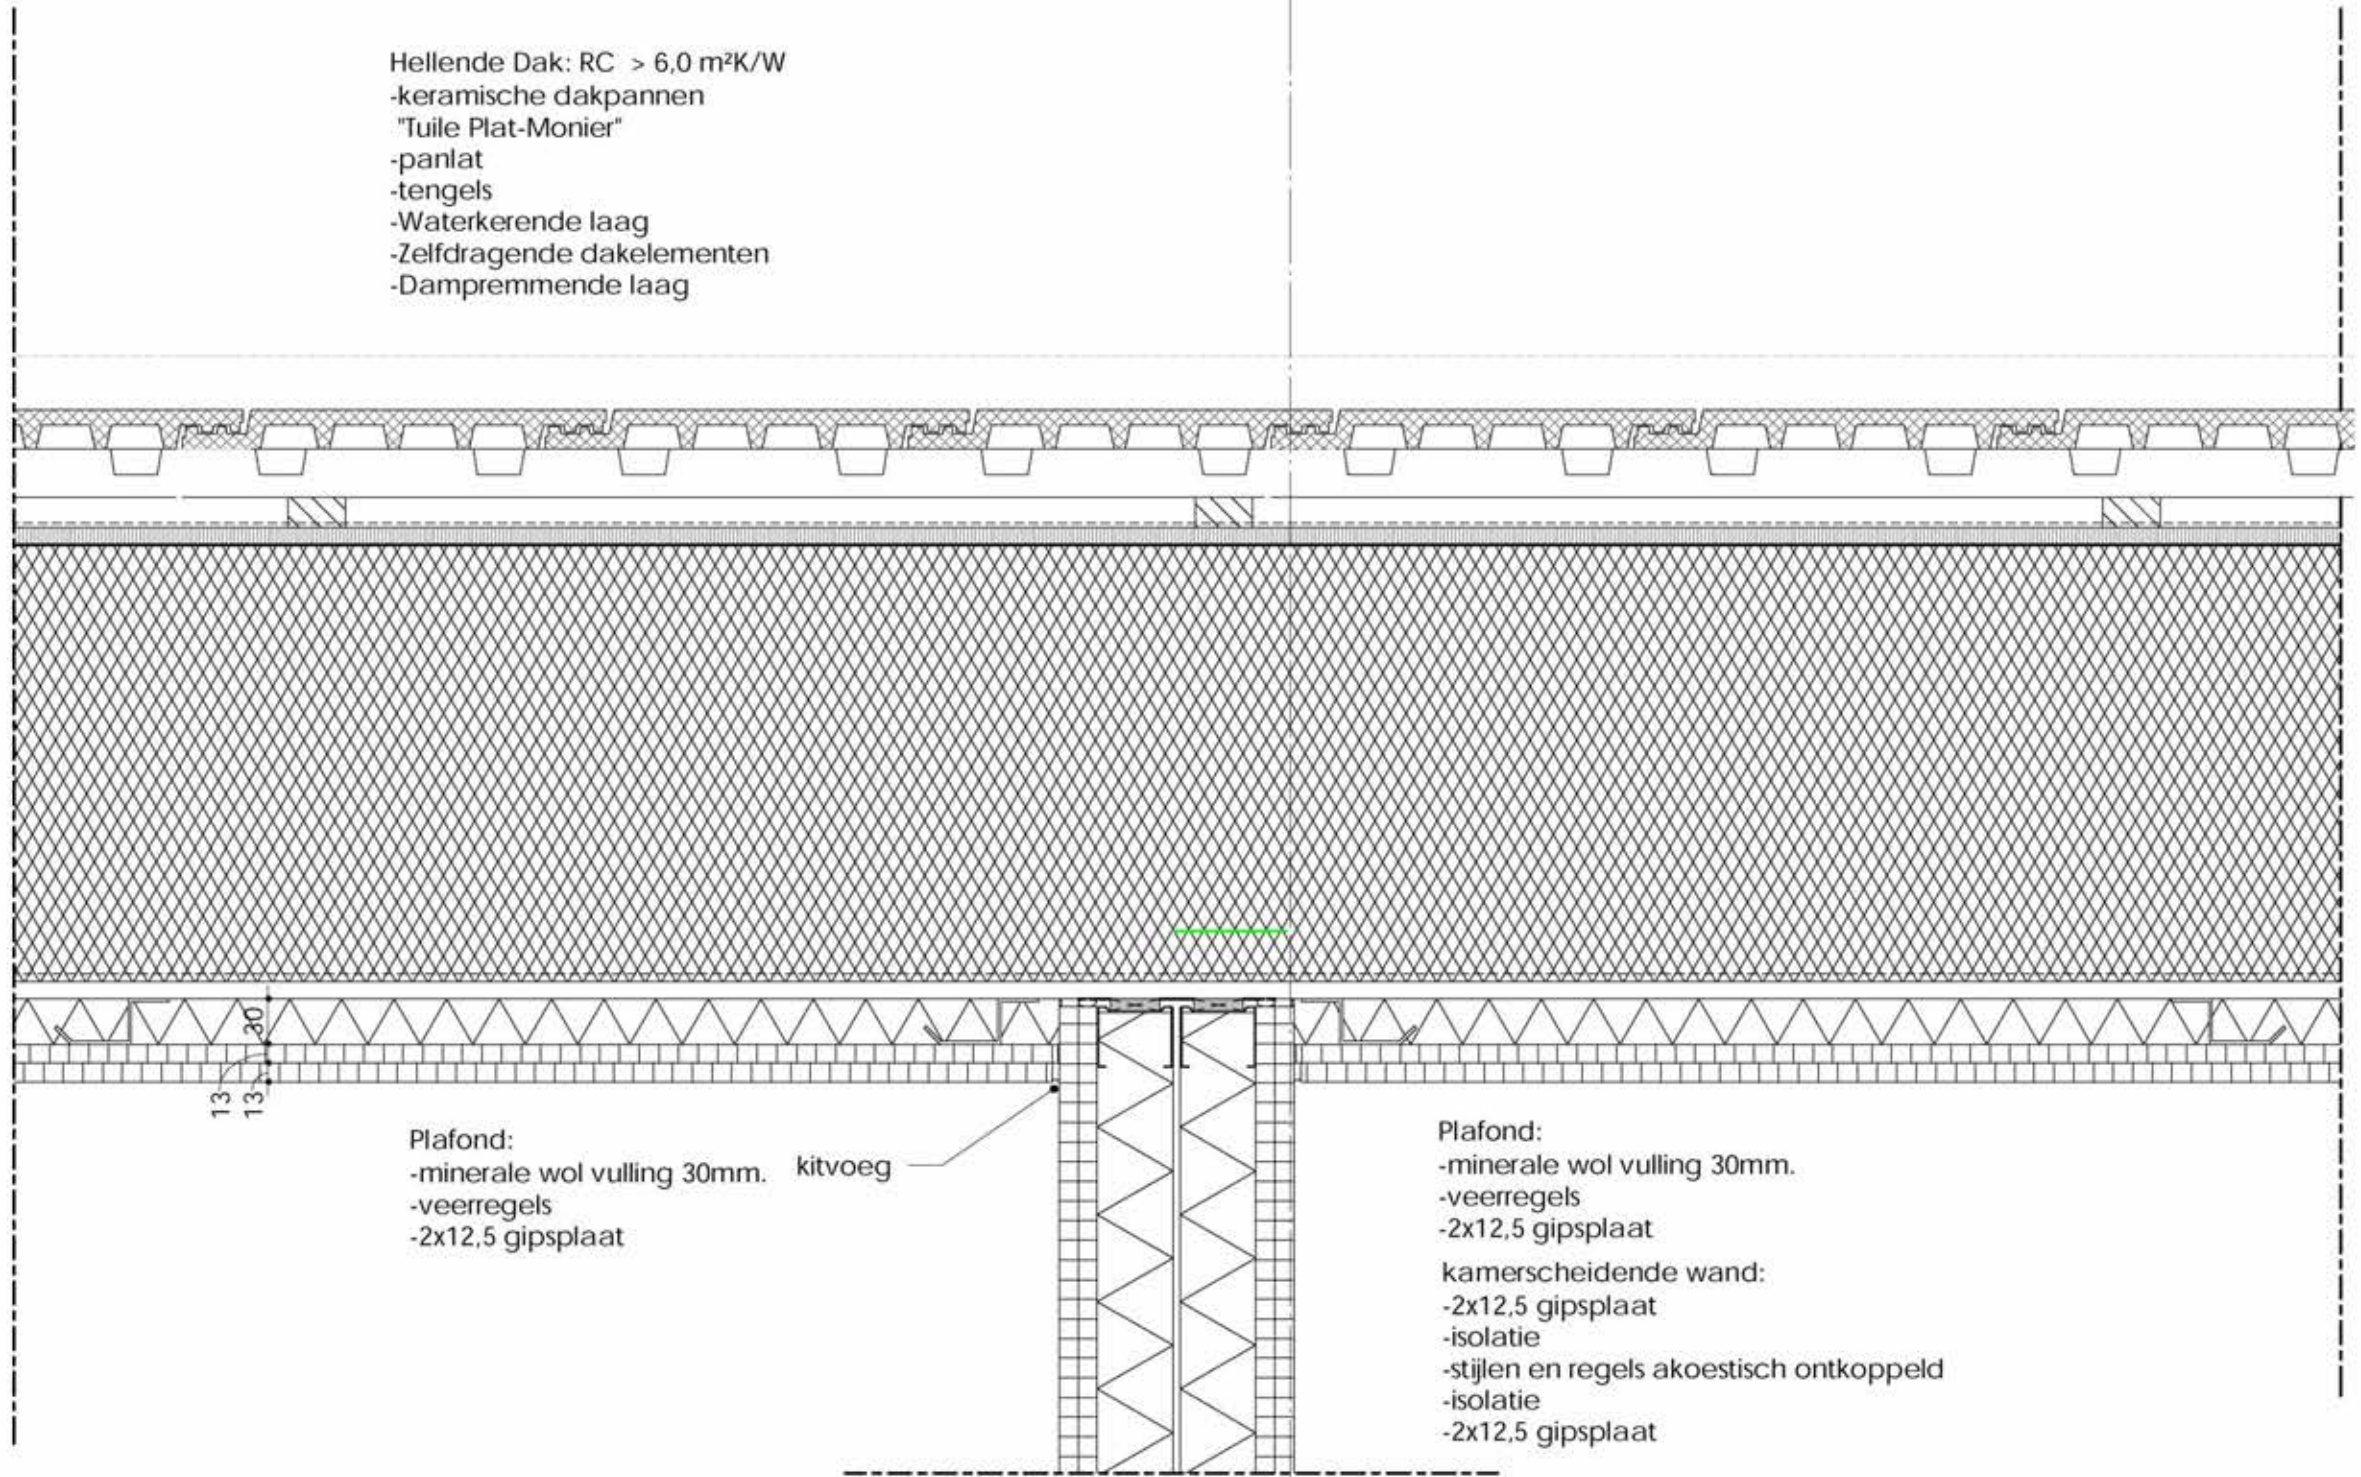 Hellende Dak: RC > 6,0 m²K/W
-keramische dakpannen
"Tuile Plat-Monier"
-panlat
-tengels
-Waterkerende laag
-Zelfdragende dakelementen
-Dampremmende laag
30
13
13
Plafond:
-minerale wol vulling 30mm.
-veerregels
-2x12,5 gipsplaat
kitvoeg
Plafond:
-minerale wol vulling 30mm.
-veerregels
-2x12,5 gipsplaat
kamerscheidende wand:
-2x12,5 gipsplaat
-isolatie
-stijlen en regels akoestisch ontkoppeld
-isolatie
-2x12,5 gipsplaat